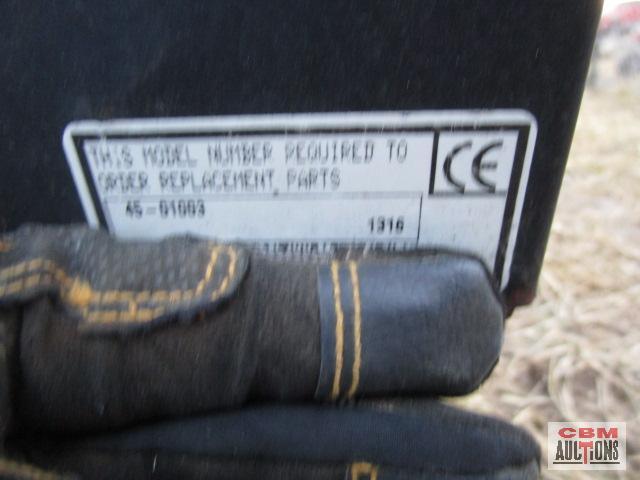 THIS MODEL NUMBER REQUIRED TO
ORDER REPLACEMENT PARTS
CE
45-01003
1316
CBM
AUCTIONS